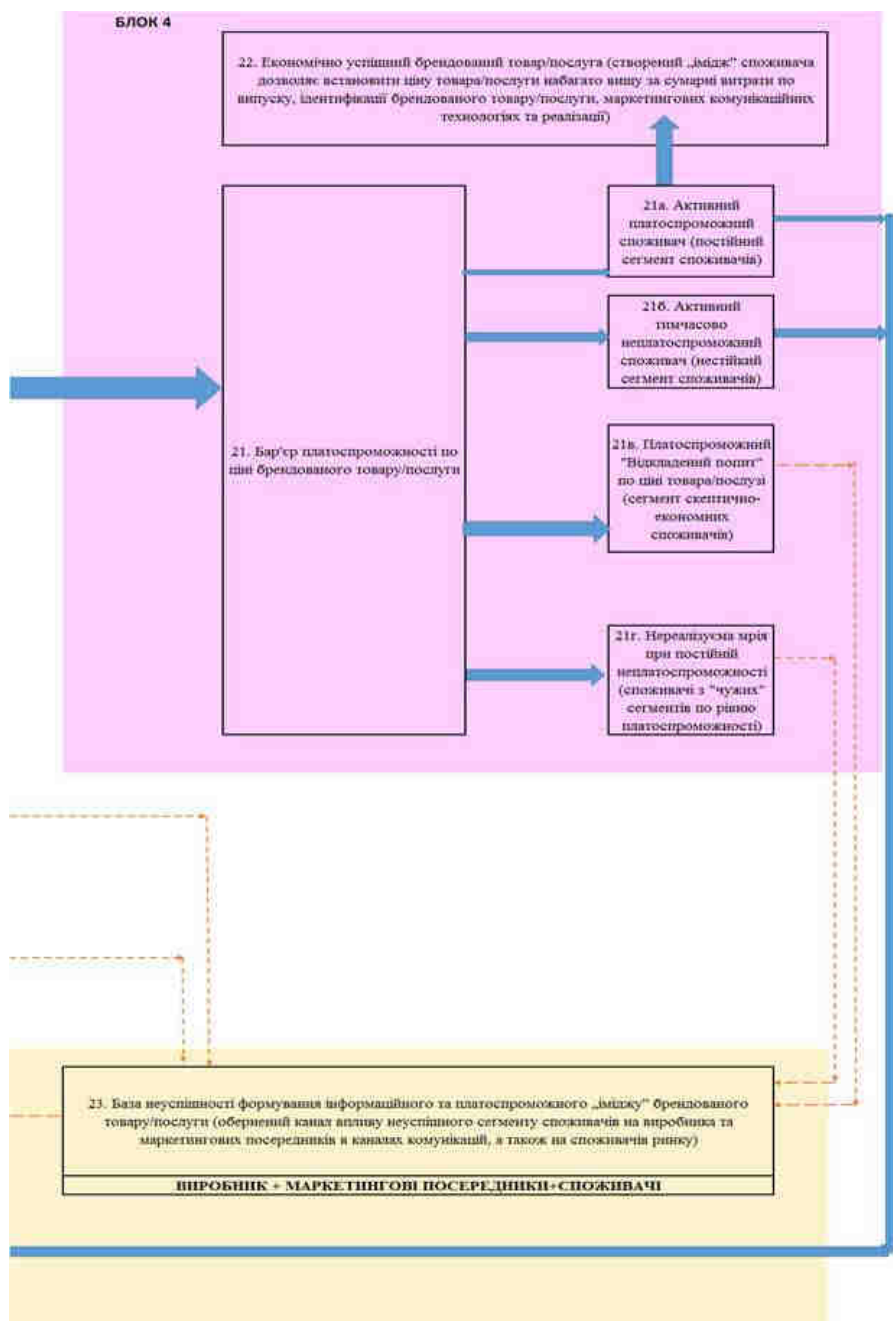 БЛОК 4
22. Економічно успішний брендований товар/послуга (створений „імідж" споживача
дозволяє встановити ціну товара/послуги набагато вищу за сумарні витрати по
випуску, ідентифікації брендованого товару/послуги, маркетингових комунікаційних
технологіях та реалізації)
21а. Активний
платоспроможний
споживач (постійний
сегмент споживачів)
21б. Активний
тимчасово
неплатоспроможний
споживач (нестійкий
сегмент споживачів)
21. Бар'єр платоспроможності по
ціні брендованого товару/послуги
21в. Платоспроможний
"Відкладений попит"
по ціні товара/послузі
(сегмент скептично-
економних
споживачів)
21г. Нереалізуєма мрія
при постійній
неплатоспроможності
(споживачі з "чужих"
сегментів по рівню
платоспроможності)
23. База неуспішності формування інформаційного та платоспроможного „іміджу" брендованого
товару/послуги (обернений канал впливу неуспішного сегменту споживачів на виробника та
маркетингових посередників в каналах комунікацій, а також на споживачів ринку)
ВИРОБНИК + МАРКЕТИНГОВІ ПОСЕРЕДНИКИ+СПОЖИВАЧІ